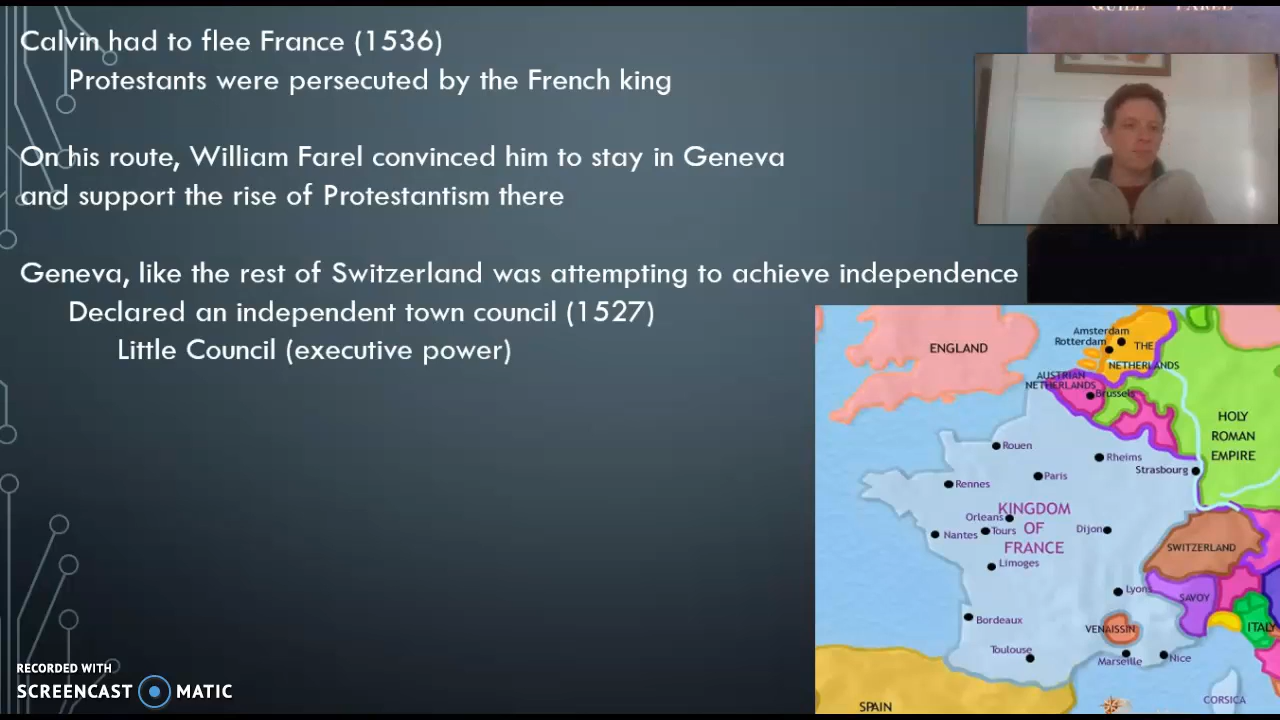 Calvin had to flee France (1536)
Protestants were persecuted by the French king
On his route, William Farel convinced him to stay in Geneva
and support the rise of Protestantism there
Geneva, like the rest of Switzerland was attempting to achieve independence
Declared an independent town council (1527)
Little Council (executive power)
ENGLAND
Amsterdam
Rotterdam
THE
NETHERLANDS
AUSTRIAN
NETHERLANDS
Brussels
HOLY
ROMAN
EMPIRE
Rouen
Rheims
Strasbourg
Paris
Rennes
KINGDOM
OF
FRANCE
Orleans
Tours
Nantes
Dijon
Limoges
SWITZERLAND
Lyons
SAVOY
Bordeaux
VENAISSIN
ITALY
Toulouse
Marseille
Nice
SPAIN
CORSICA
RECORDED WITH
SCREENCAST MATIC